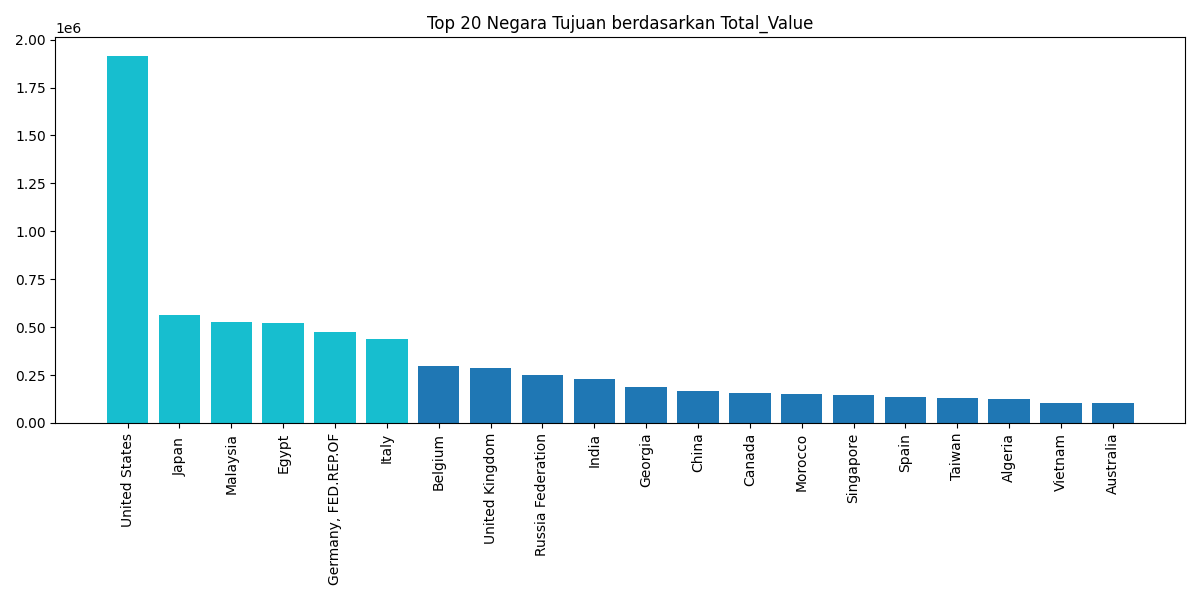 Top 20 Negara Tujuan berdasarkan Total_Value
1e6
2.00
1.75
1.50
1.25
1.00
0.75
0.50
0.25
0.00
United States
Japan
Malaysia
Egypt
Germany, FED.REP.OF
Italy
Belgium
United Kingdom
Russia Federation
India
Georgia
China
Canada
Morocco
Singapore
Spain
Taiwan
Algeria
Vietnam
Australia